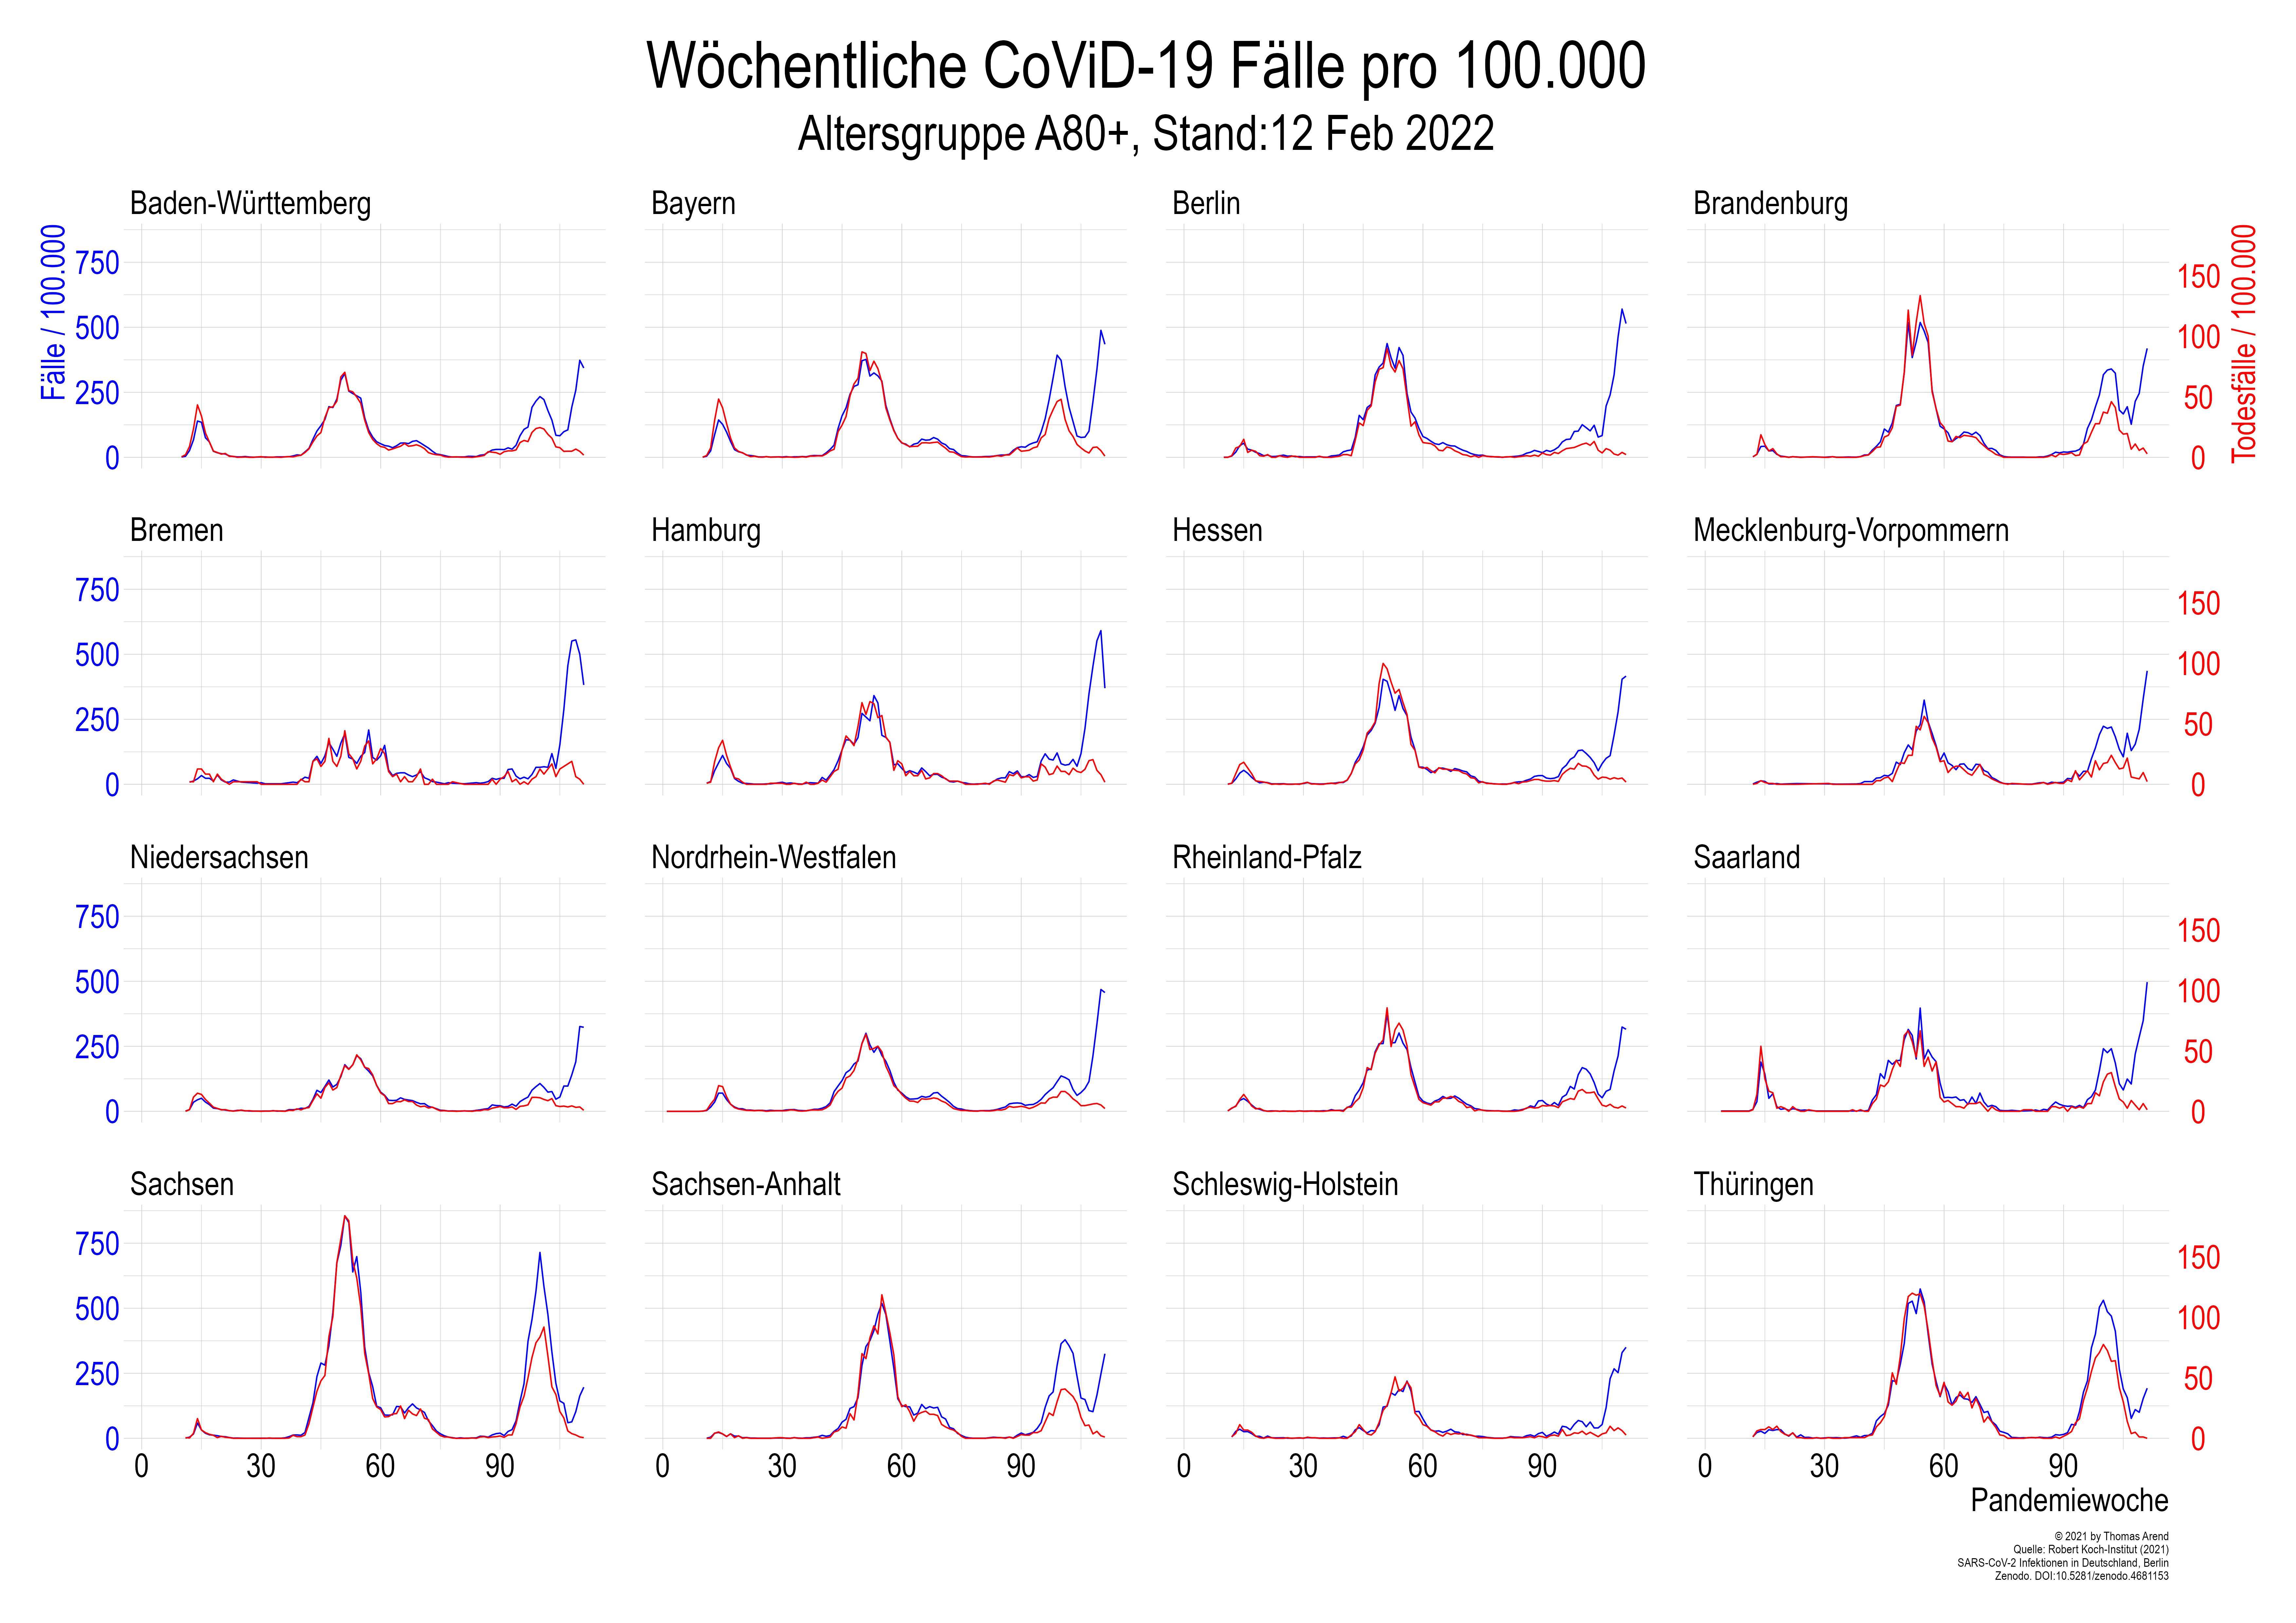 Wöchentliche CoViD-19 Fälle pro 100.000
Altersgruppe A80+, Stand:12 Feb 2022
Baden-Württemberg
Bayern
Berlin
Brandenburg
Fälle / 100.000
750
500
250
0
150
100
50
0
Todesfälle / 100.000
Bremen
Hamburg
Hessen
Mecklenburg-Vorpommern
750
500
250
0
150
100
50
0
Niedersachsen
Nordrhein-Westfalen
Rheinland-Pfalz
Saarland
750
500
250
0
150
100
50
0
Sachsen
Sachsen-Anhalt
Schleswig-Holstein
Thüringen
750
500
250
0
150
100
50
0
0 30 60 90
0 30 60 90
0 30 60 90
0 30 60 90
Pandemiewoche
© 2021 by Thomas Arend
Quelle: Robert Koch-Institut (2021)
SARS-CoV-2 Infektionen in Deutschland, Berlin
Zenodo. DOI:10.5281/zenodo.4681153